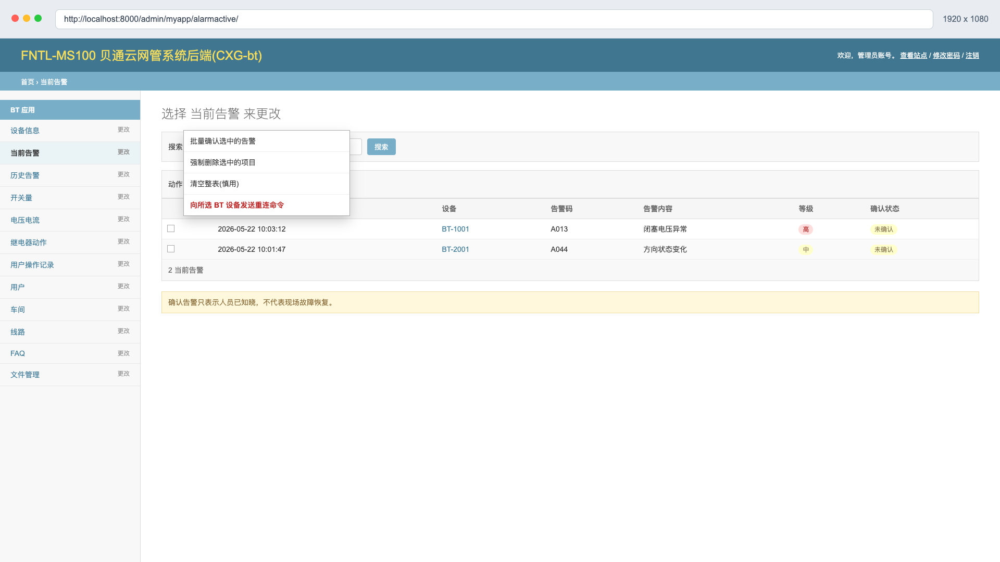 http://localhost:8000/admin/myapp/alarmactive/
1920 x 1080
FNTL-MS100 贝通云网管系统后端(CXG-bt)
欢迎，管理员账号。 查看站点 / 修改密码 / 注销
首页 › 当前告警
BT 应用
设备信息 更改
当前告警 更改
历史告警 更改
开关量 更改
电压电流 更改
继电器动作 更改
用户操作记录 更改
用户 更改
车间 更改
线路 更改
FAQ 更改
文件管理 更改
选择 当前告警 来更改
搜索 搜索
动作
批量确认选中的告警
强制删除选中的项目
清空整表(慎用)
向所选 BT 设备发送重连命令
设备 告警码 告警内容 等级 确认状态
2026-05-22 10:03:12 BT-1001 A013 闭塞电压异常 高 未确认
2026-05-22 10:01:47 BT-2001 A044 方向状态变化 中 未确认
2 当前告警
确认告警只表示人员已知晓，不代表现场故障恢复。